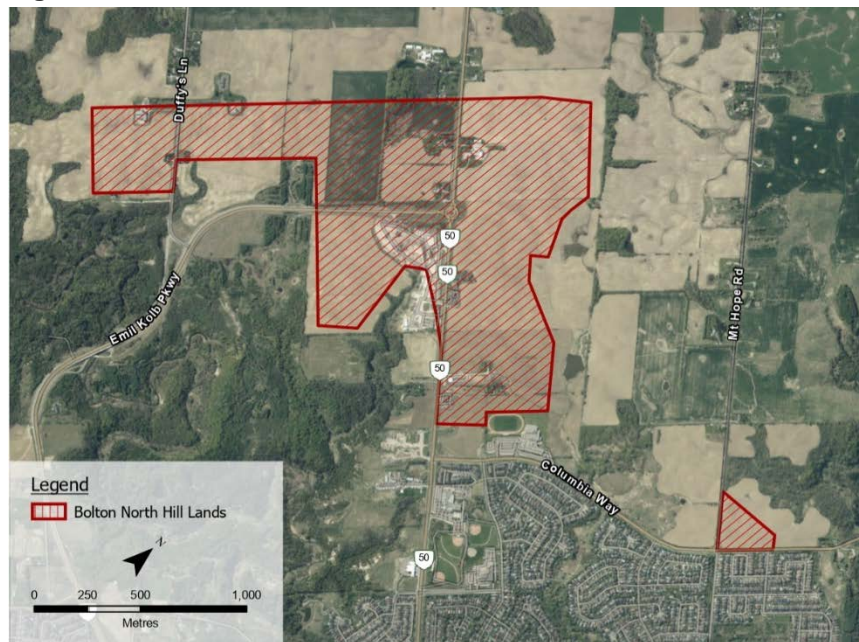 Duffy's Ln
50
50
Emil Kolb Pkwy
Mt Hope Rd
50
Columbia Way
Legend
Bolton North Hill Lands
50
N
0 250 500 1,000
Metres